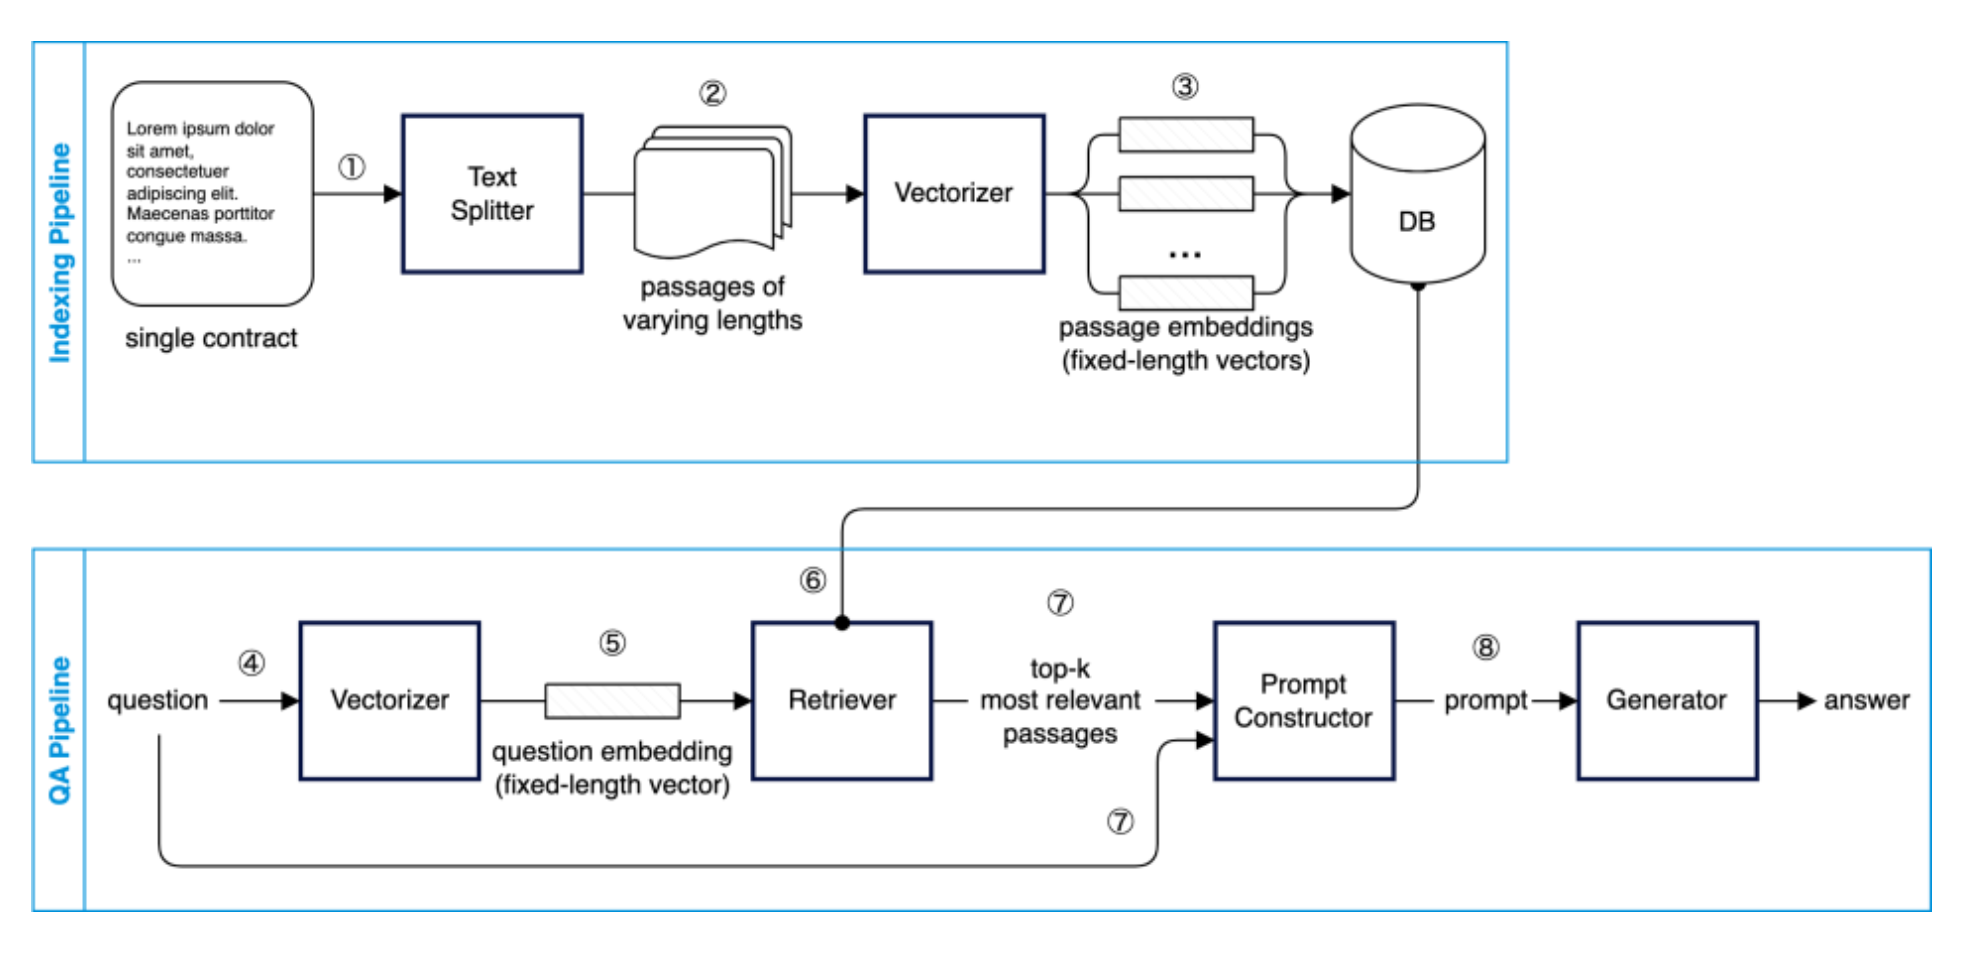 Indexing Pipeline
Lorem ipsum dolor
sit amet,
consectetuer
adipiscing elit.
Maecenas porttitor
congue massa.
...
single contract
①
Text
Splitter
②
passages of
varying lengths
Vectorizer
③
...
passage embeddings
(fixed-length vectors)
DB
QA Pipeline
question
④
Vectorizer
⑤
question embedding
(fixed-length vector)
⑥
Retriever
⑦
top-k
most relevant
passages
⑦
Prompt
Constructor
⑧
prompt
Generator
answer